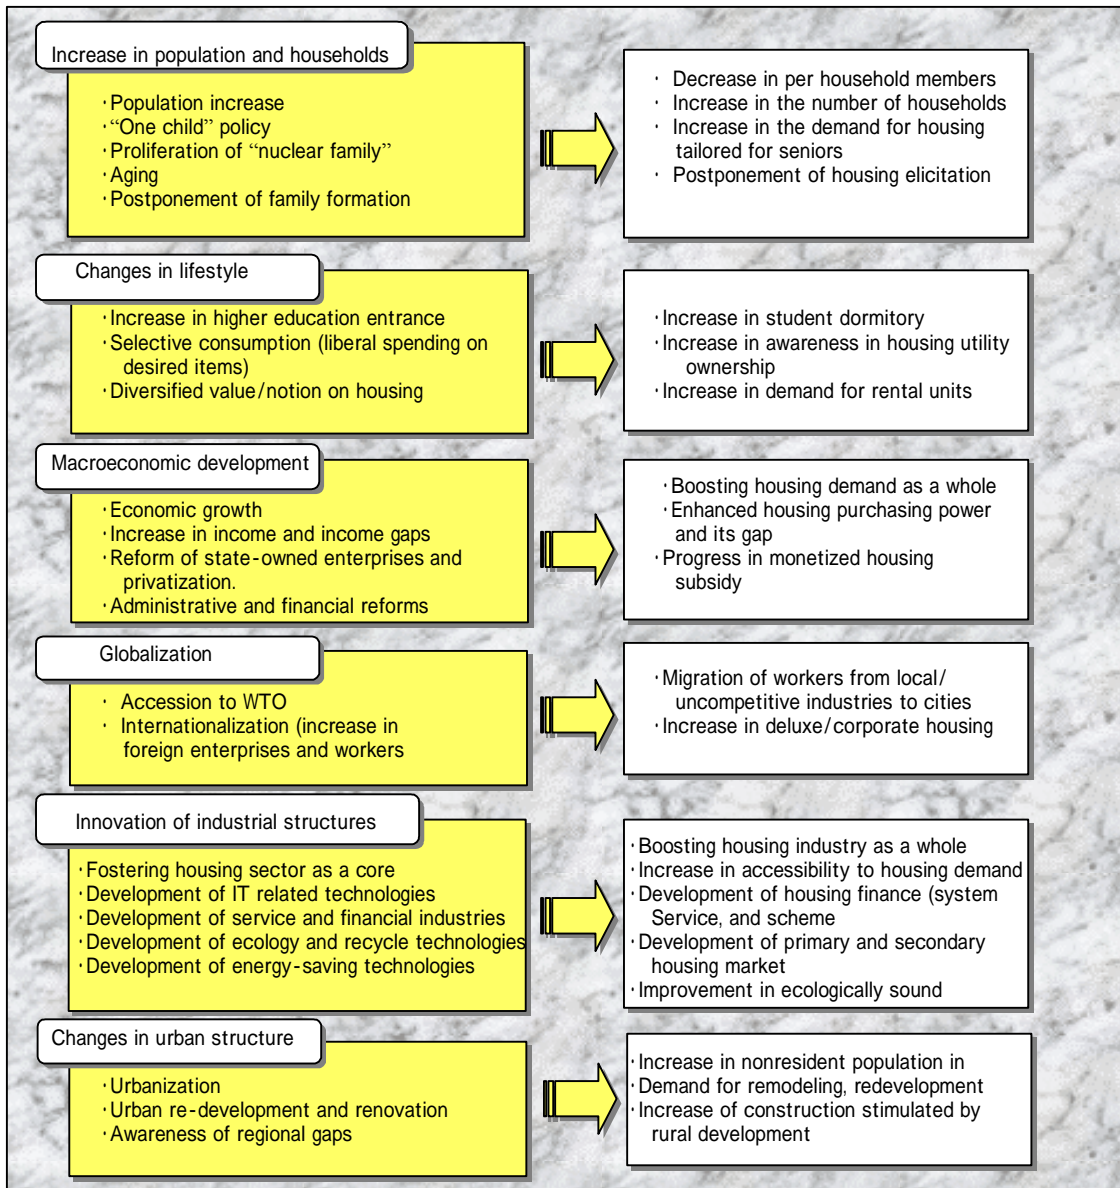 Increase in population and households
·Population increase
·“One child” policy
·Proliferation of “nuclear family”
·Aging
·Postponement of family formation
· Decrease in per household members
· Increase in the number of households
· Increase in the demand for housing
tailored for seniors
· Postponement of housing elicitation
Changes in lifestyle
·Increase in higher education entrance
·Selective consumption (liberal spending on
desired items)
·Diversified value/notion on housing
·Increase in student dormitory
·Increase in awareness in housing utility
ownership
·Increase in demand for rental units
Macroeconomic development
·Economic growth
·Increase in income and income gaps
·Reform of state-owned enterprises and
privatization.
·Administrative and financial reforms
·Boosting housing demand as a whole
·Enhanced housing purchasing power
and its gap
·Progress in monetized housing
subsidy
Globalization
· Accession to WTO
· Internationalization (increase in
foreign enterprises and workers
·Migration of workers from local/
uncompetitive industries to cities
·Increase in deluxe/corporate housing
Innovation of industrial structures
·Fostering housing sector as a core
·Development of IT related technologies
·Development of service and financial industries
·Development of ecology and recycle technologies
·Development of energy-saving technologies
·Boosting housing industry as a whole
·Increase in accessibility to housing demand
·Development of housing finance (system
Service, and scheme
·Development of primary and secondary
housing market
·Improvement in ecologically sound
Changes in urban structure
·Urbanization
·Urban re-development and renovation
·Awareness of regional gaps
·Increase in nonresident population in
·Demand for remodeling, redevelopment
·Increase of construction stimulated by
rural development